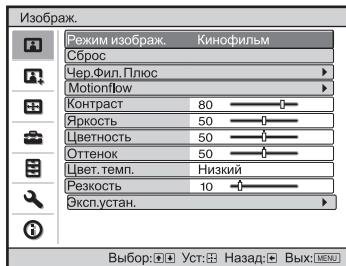 Изображ.
Режим изображ. Кинофильм
Сброс
Чер.Фил.Плюс
Motionflow
Контраст 80
Яркость 50
Цветность 50
Оттенок 50
Цвет.темп. Низкий
Резкость 10
Эксп.устан.
Выбор: Уст: Назад: Вых: MENU